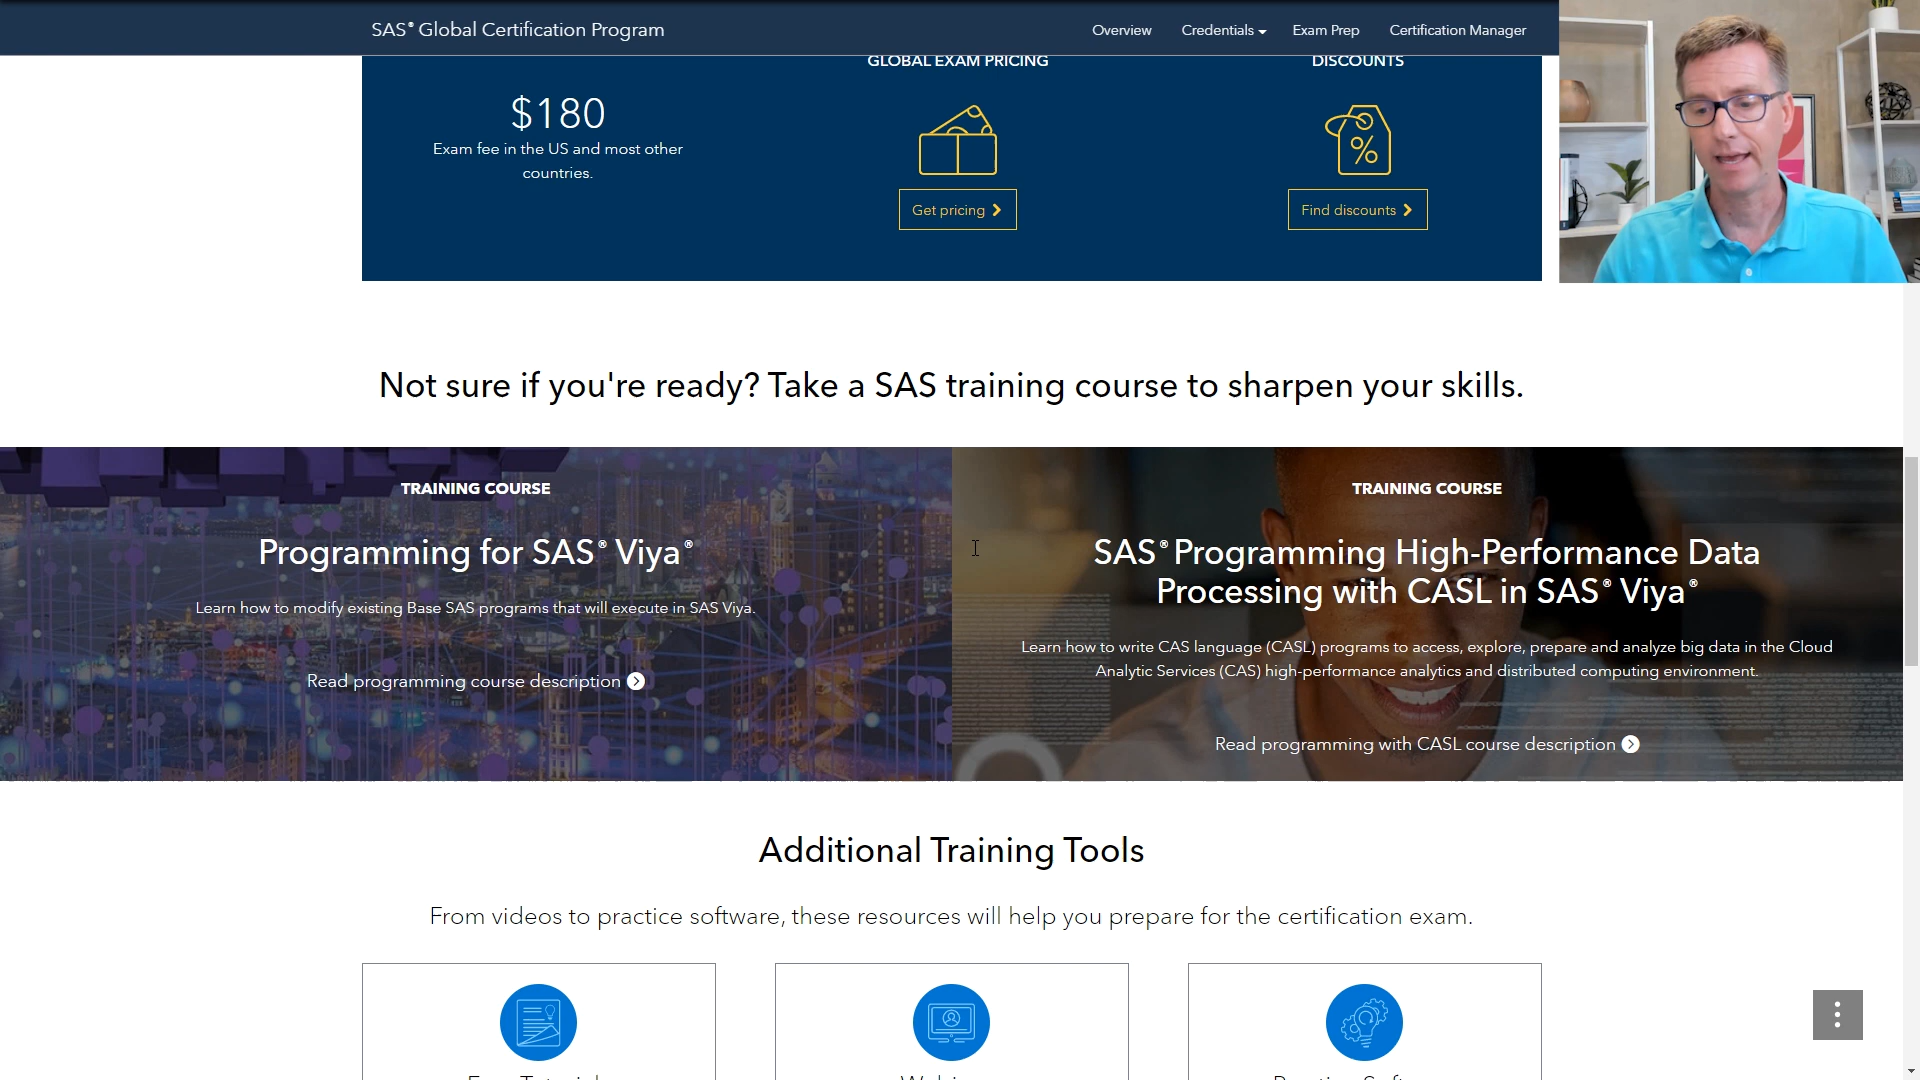 SAS® Global Certification Program
Overview
Credentials
Exam Prep
Certification Manager
GLOBAL EXAM PRICING
DISCOUNTS
$180
Exam fee in the US and most other
countries.
Get pricing
Find discounts
%
Not sure if you're ready? Take a SAS training course to sharpen your skills.
TRAINING COURSE
Programming for SAS® Viya®
Learn how to modify existing Base SAS programs that will execute in SAS Viya.
Read programming course description
TRAINING COURSE
SAS® Programming High-Performance Data
Processing with CASL in SAS® Viya®
Learn how to write CAS language (CASL) programs to access, explore, prepare and analyze big data in the Cloud
Analytic Services (CAS) high-performance analytics and distributed computing environment.
Read programming with CASL course description
Additional Training Tools
From videos to practice software, these resources will help you prepare for the certification exam.